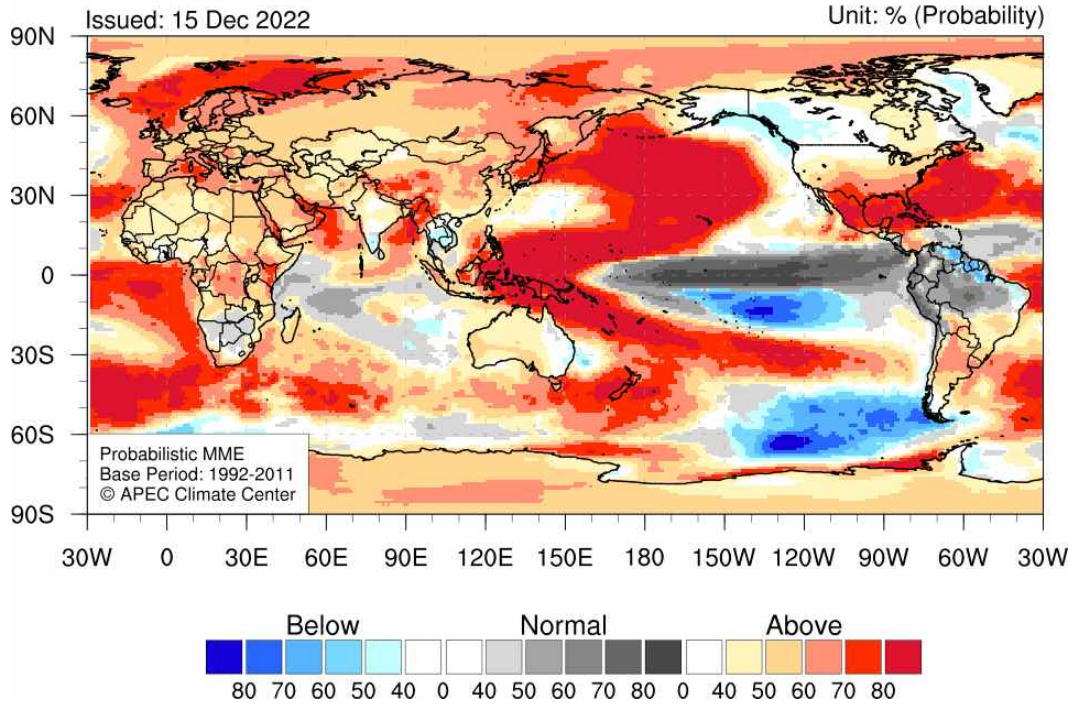 Issued: 15 Dec 2022
Unit: % (Probability)
90N
60N
30N
0
30S
60S
90S
Probabilistic MME
Base Period: 1992-2011
© APEC Climate Center
30W 0 30E 60E 90E 120E 150E 180 150W 120W 90W 60W 30W
Below Normal Above
80 70 60 50 40 0 40 50 60 70 80 0 40 50 60 70 80